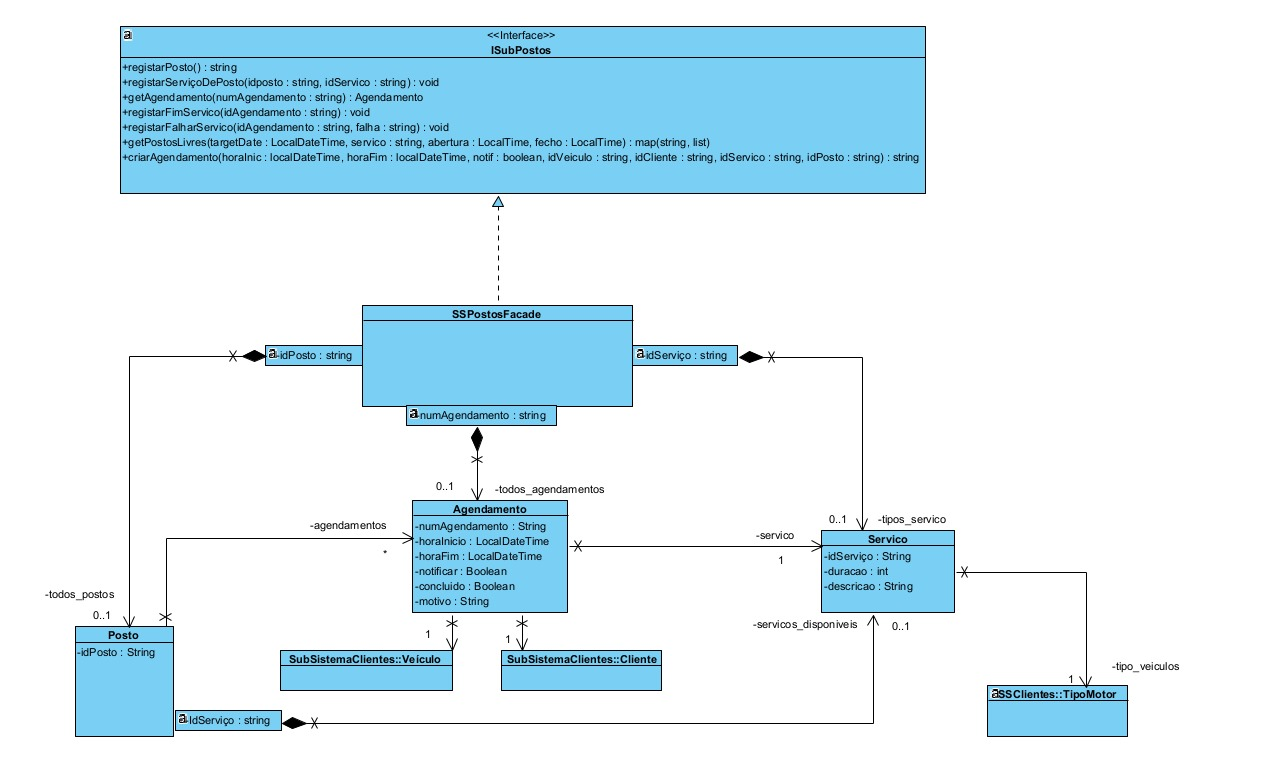 <<Interface>>
ISubPostos
+registarPosto() : string
+registarServiçoDePosto(idposto : string, idServico : string) : void
+getAgendamento(numAgendamento : string) : Agendamento
+registarFimServico(idAgendamento : string) : void
+registarFalharServico(idAgendamento : string, falha : string) : void
+getPostosLivres(targetDate : LocalDateTime, servico : string, abertura : LocalTime, fecho : LocalTime) : map(string, list)
+criarAgendamento(horaInic : localDateTime, horaFim : localDateTime, notif : boolean, idVeiculo : string, idCliente : string, idServico : string, idPosto : string) : string
SSPostosFacade
-idPosto : string
-idServiço : string
-numAgendamento : string
0..1
-todos_agendamentos
Agendamento
-numAgendamento : String
-horaInicio : LocalDateTime
-horaFim : LocalDateTime
-notificar : Boolean
-concluido : Boolean
-motivo : String
-agendamentos
*
-servico
1
0..1
-tipos_servico
Servico
-idServiço : String
-duracao : int
-descricao : String
-todos_postos
0..1
Posto
-idPosto : String
1
SubSistemaClientes::Veículo
1
SubSistemaClientes::Cliente
-servicos_disponiveis
0..1
-tipo_veiculos
1
SSClientes::TipoMotor
-IdServiço : string